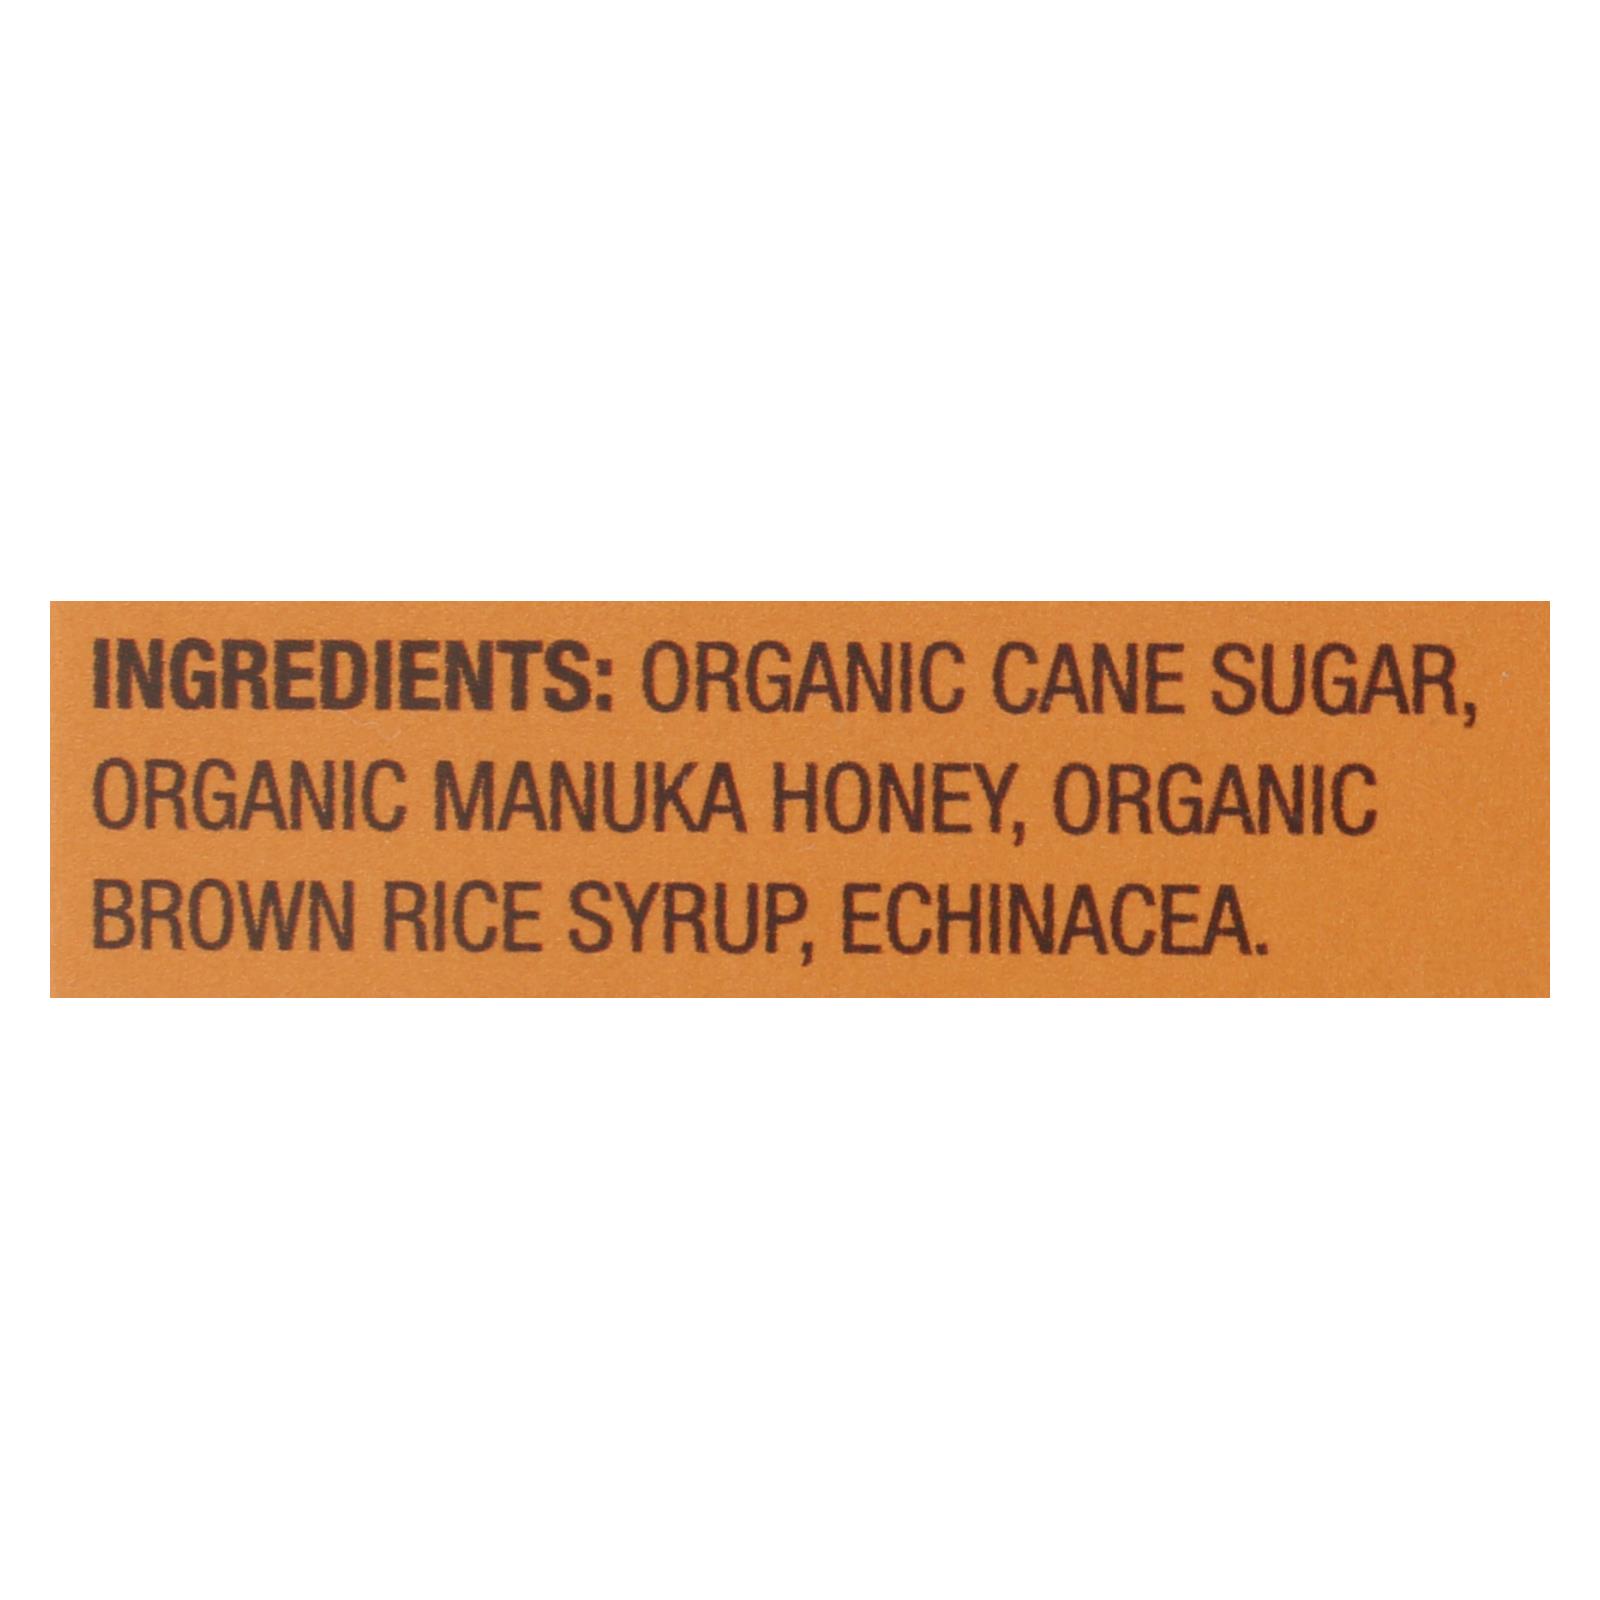 INGREDIENTS: ORGANIC CANE SUGAR,
ORGANIC MANUKA HONEY, ORGANIC
BROWN RICE SYRUP, ECHINACEA.